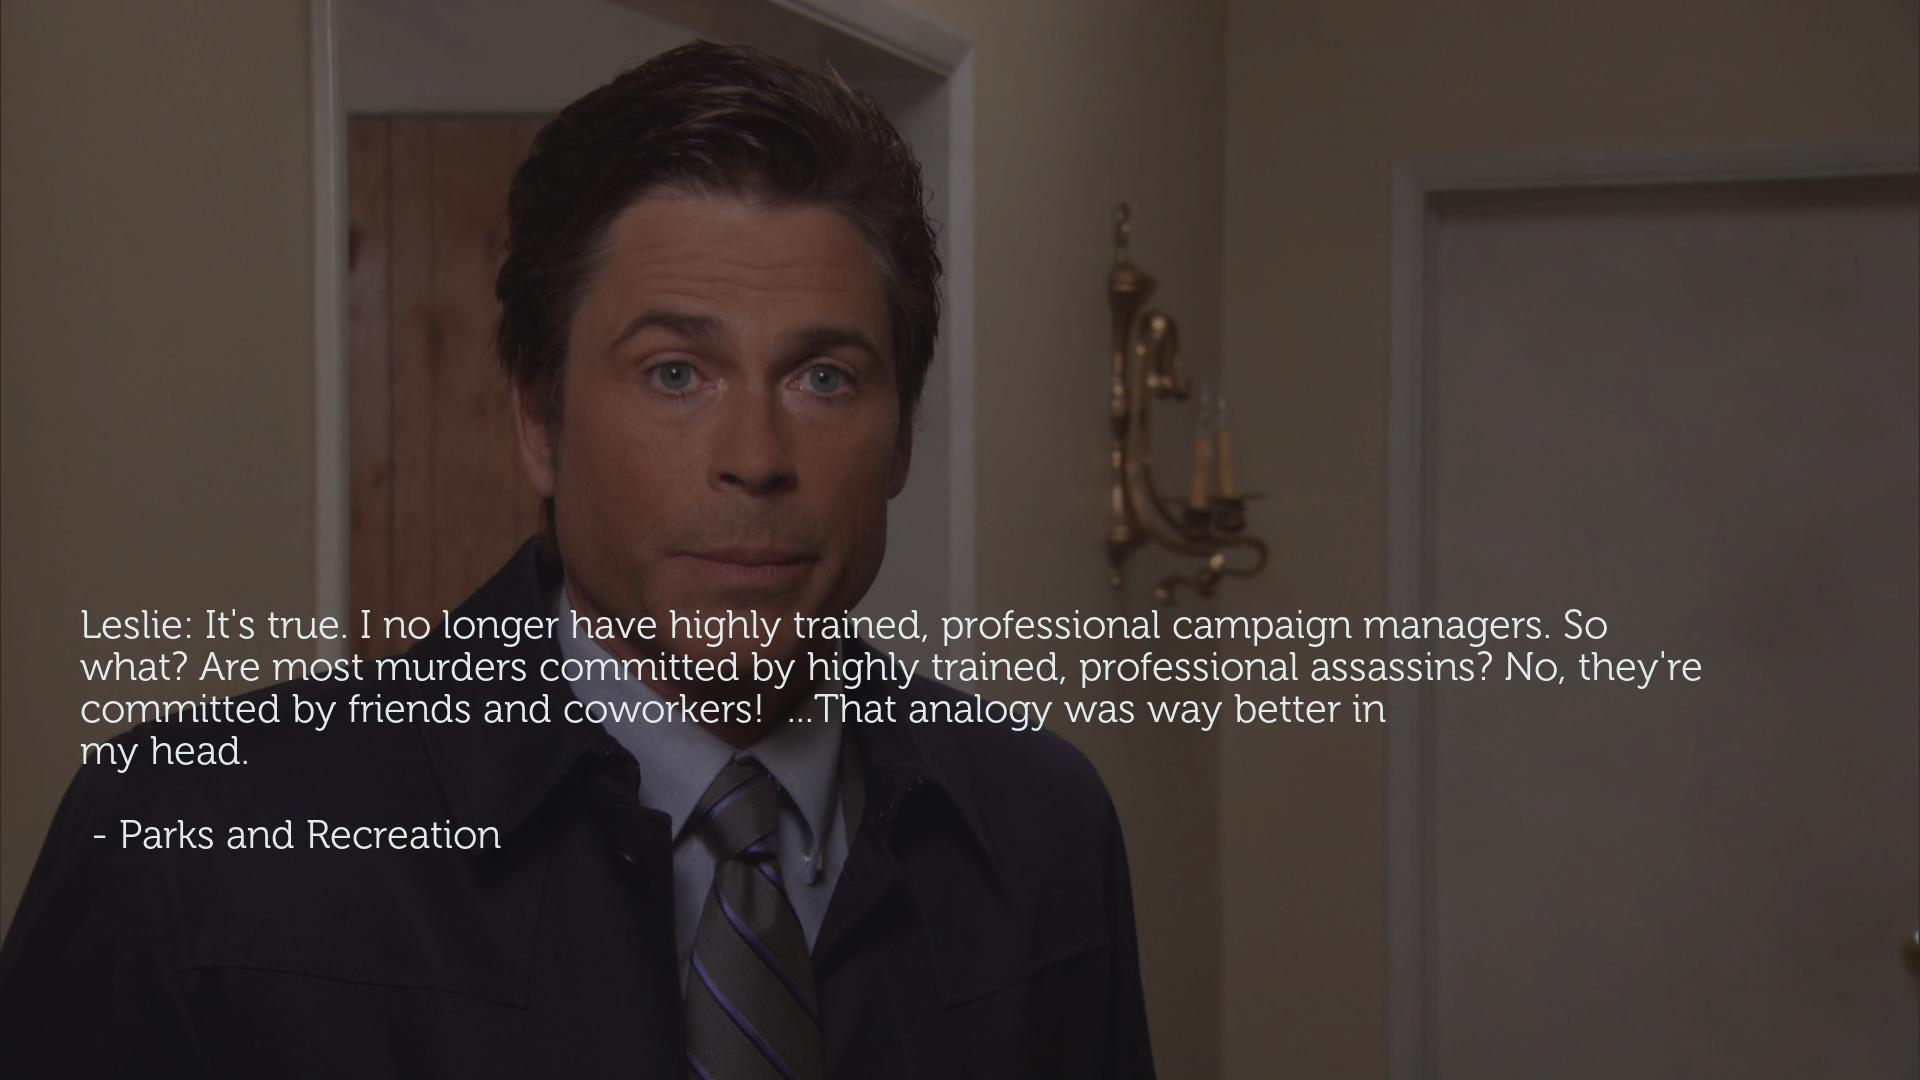 Leslie: It's true. I no longer have highly trained, professional campaign managers. So
what? Are most murders committed by highly trained, professional assassins? No, they're
committed by friends and coworkers!  ...That analogy was way better in
my head.
- Parks and Recreation